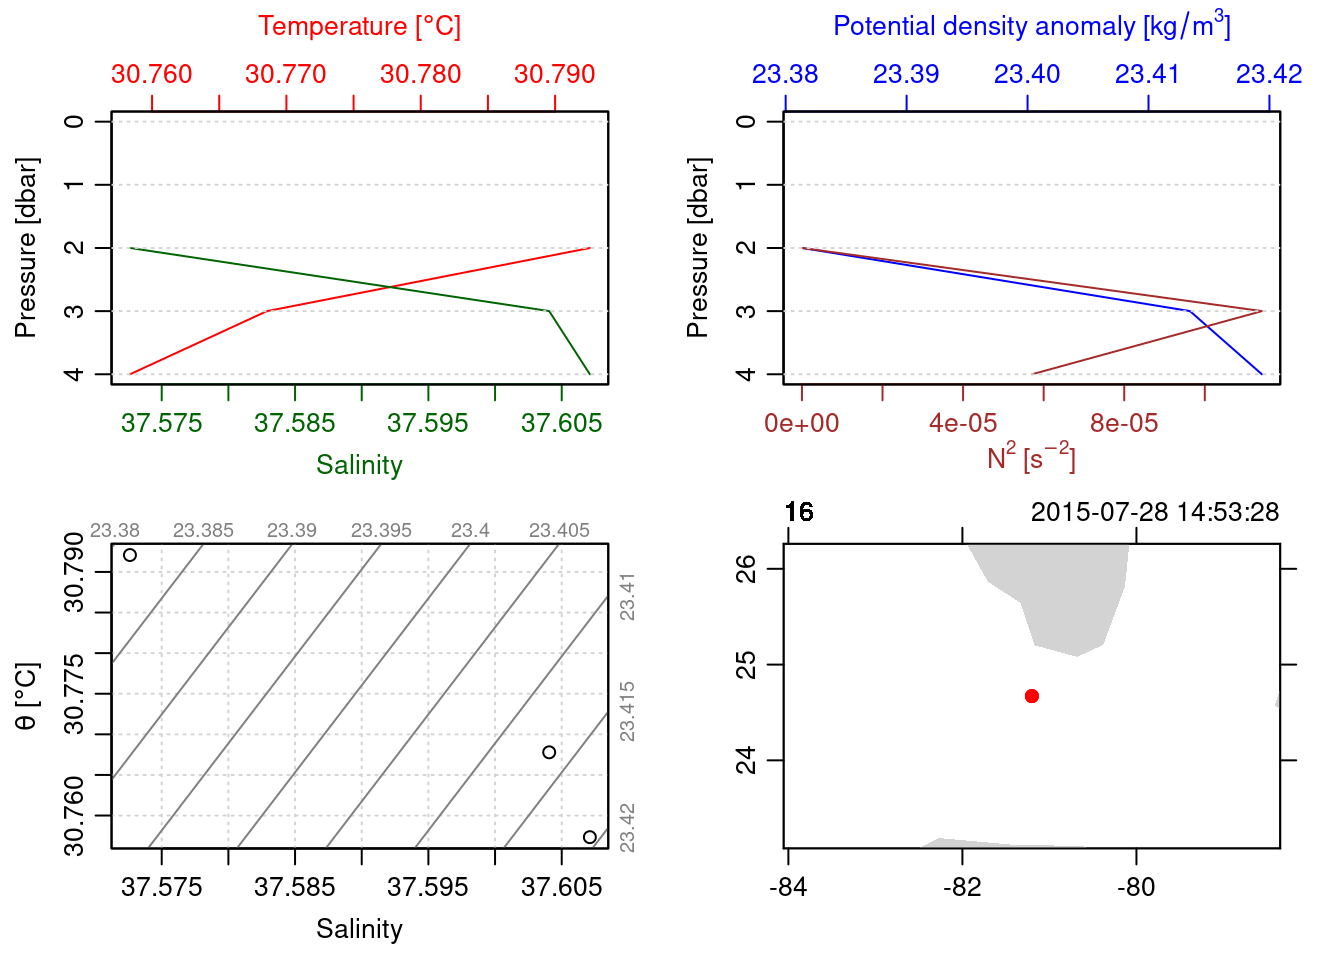 Temperature [°C]
30.760 30.770 30.780 30.790
0
1
2
3
4
Pressure [dbar]
37.575 37.585 37.595 37.605
Salinity
Potential density anomaly [kg/m³]
23.38 23.39 23.40 23.41 23.42
0
1
2
3
4
Pressure [dbar]
0e+00 4e-05 8e-05
N² [s⁻²]
23.38 23.385 23.39 23.395 23.4 23.405
23.41
23.415
23.42
30.790
30.775
30.760
θ [°C]
37.575 37.585 37.595 37.605
Salinity
16 2015-07-28 14:53:28
26
25
24
-84 -82 -80